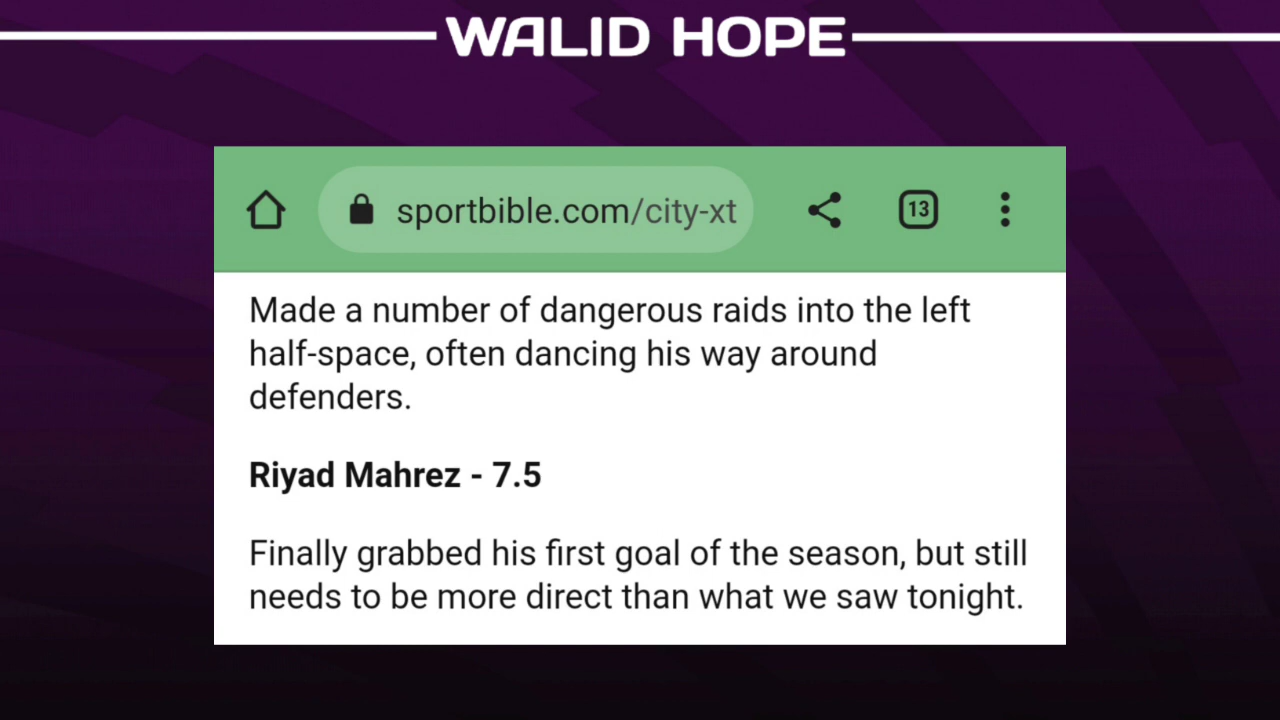 WALID HOPE
sportbible.com/city-xt
13
Made a number of dangerous raids into the left
half-space, often dancing his way around
defenders.
Riyad Mahrez - 7.5
Finally grabbed his first goal of the season, but still
needs to be more direct than what we saw tonight.